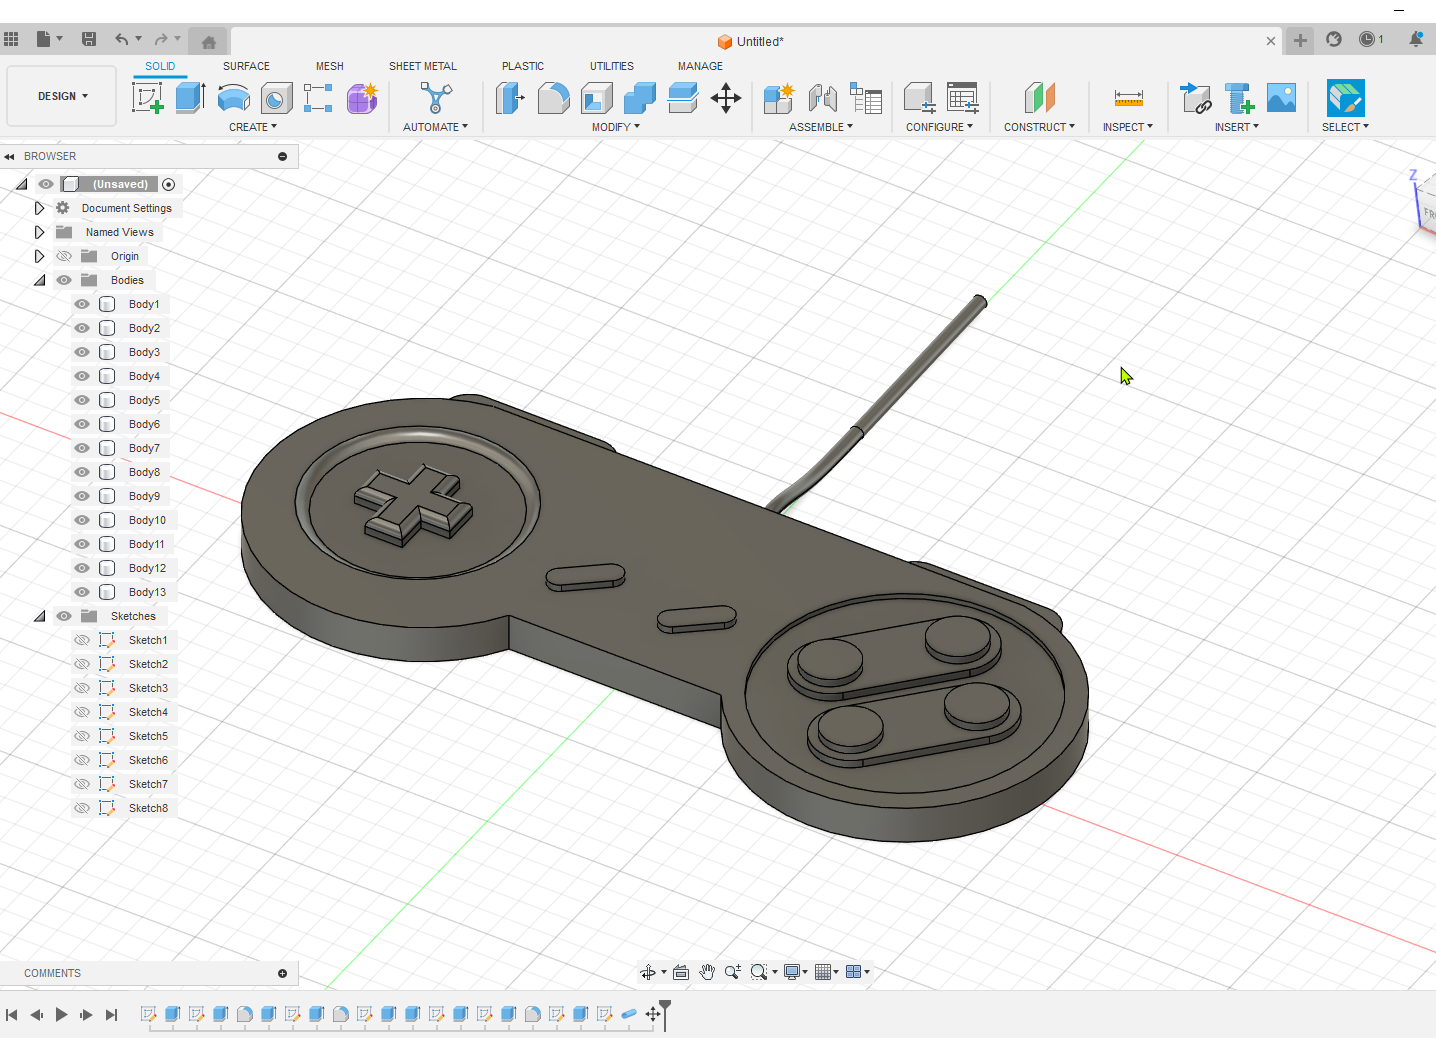 Untitled*
1
DESIGN
SOLID
SURFACE
MESH
SHEET METAL
PLASTIC
UTILITIES
MANAGE
CREATE
AUTOMATE
MODIFY
ASSEMBLE
CONFIGURE
CONSTRUCT
INSPECT
INSERT
SELECT
BROWSER
(Unsaved)
Document Settings
Named Views
Origin
Bodies
Body1
Body2
Body3
Body4
Body5
Body6
Body7
Body8
Body9
Body10
Body11
Body12
Body13
Sketches
Sketch1
Sketch2
Sketch3
Sketch4
Sketch5
Sketch6
Sketch7
Sketch8
Z
COMMENTS